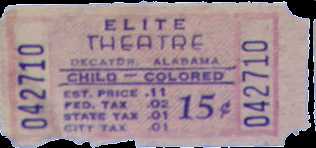 042710
ELITE
THEATRE
DECATUR, ALABAMA
CHILD — COLORED
EST. PRICE .11
FED. TAX .02
STATE TAX .01
CITY TAX .01
15¢
042710